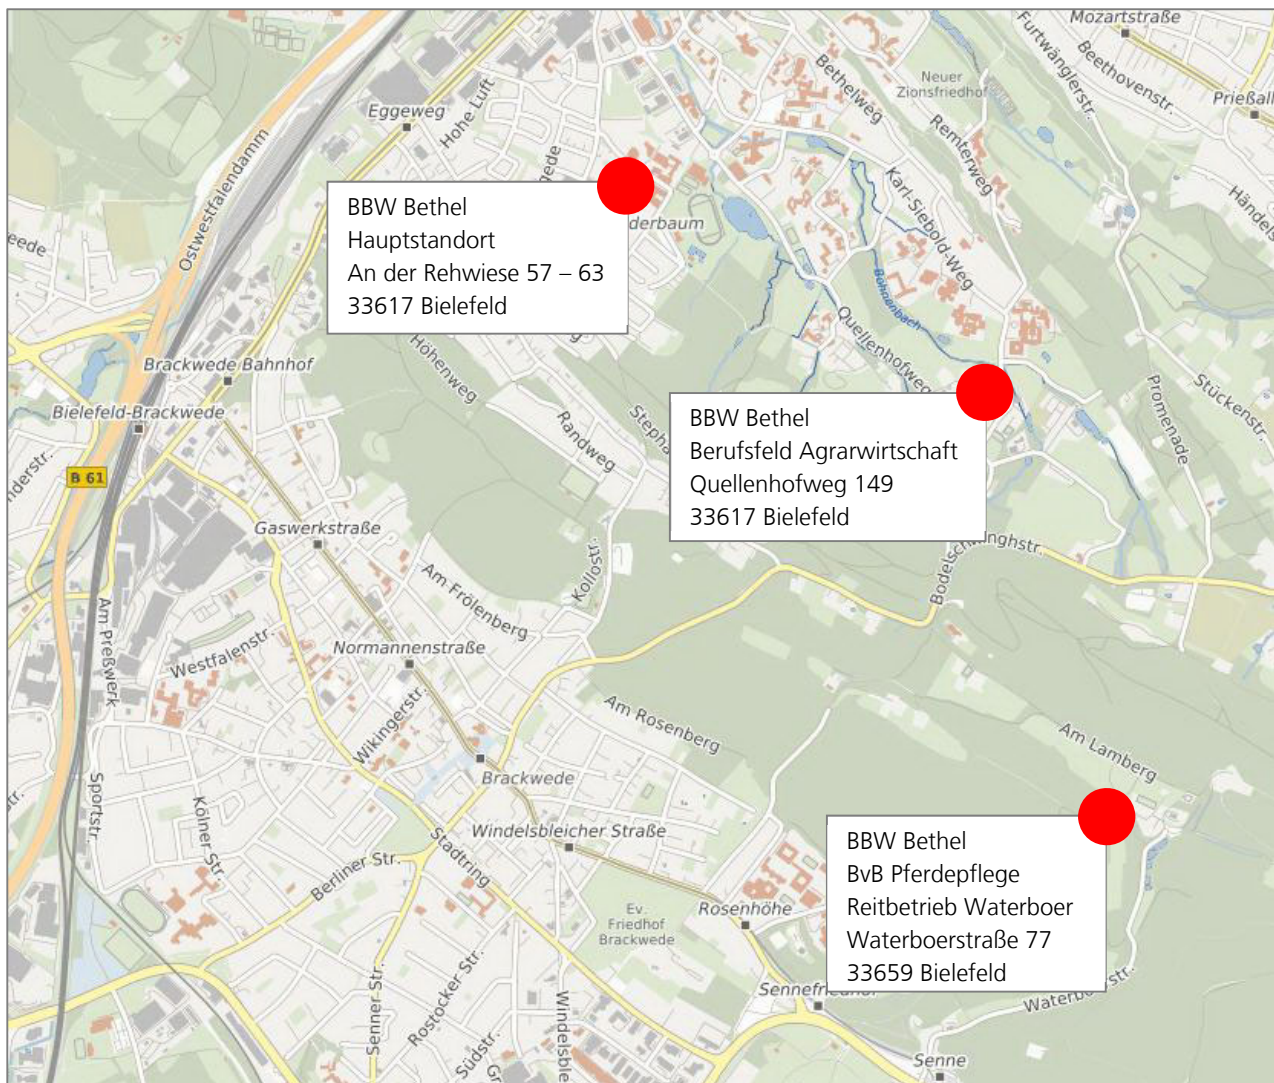 Mozartstraße
Furtwänglerstr.
Beethovenstr.
Bethelweg
Neuer
Zionsfriedhof
Eggeweg
Hohe Luft
Remterweg
Ostwestfalendamm
Karl-Siebold-Weg
BBW Bethel
Hauptstandort
An der Rehwiese 57 – 63
33617 Bielefeld
Bohnenbach
Quellenhofweg
Höhenweg
Brackwede Bahnhof
Bielefeld-Brackwede
Randweg
Promenade
Stückenstr.
B 61
BBW Bethel
Berufsfeld Agrarwirtschaft
Quellenhofweg 149
33617 Bielefeld
Gaswerkstraße
Bodelschwinghstr.
Kollostr.
Am Frölenberg
Am Preßwerk
Westfalenstr.
Normannenstraße
Wikingerstr.
Am Rosenberg
Am Lamberg
Brackwede
Sportstr.
Kölner Str.
Windelsbleicher Straße
Stadtring
Berliner Str.
BBW Bethel
BvB Pferdepflege
Reitbetrieb Waterboer
Waterboerstraße 77
33659 Bielefeld
Rosenhöhe
Ev.
Friedhof
Brackwede
Senner Str.
Rostocker Str.
Südstr.
Senne